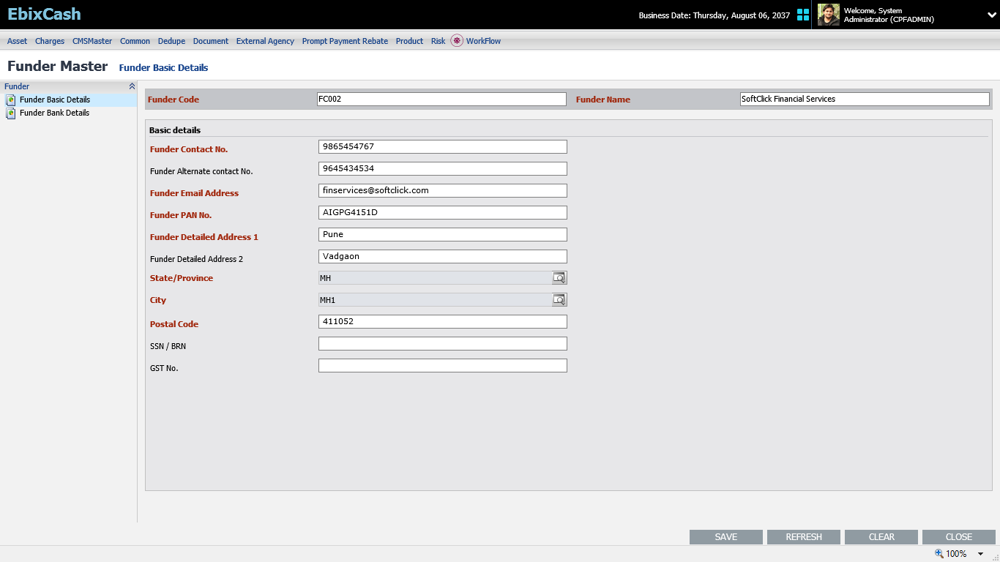 EbixCash
Business Date: Thursday, August 06, 2037
Welcome, System
Administrator (CPFADMIN)
Asset Charges CMSMaster Common Dedupe Document External Agency Prompt Payment Rebate Product Risk WorkFlow
Funder Master Funder Basic Details
Funder
Funder Basic Details
Funder Bank Details
Funder Code FC002 Funder Name SoftClick Financial Services
Basic details
Funder Contact No. 9865454767
Funder Alternate contact No. 9645434534
Funder Email Address finservices@softclick.com
Funder PAN No. AIGPG4151D
Funder Detailed Address 1 Pune
Funder Detailed Address 2 Vadgaon
State/Province MH
City MH1
Postal Code 411052
SSN / BRN
GST No.
SAVE REFRESH CLEAR CLOSE
100%